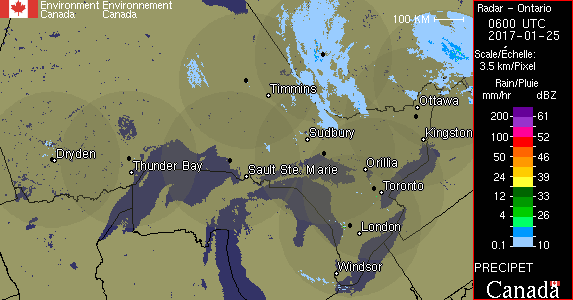 Environment Environnement
Canada Canada
100 KM
Timmins
Ottawa
Sudbury
Kingston
Dryden
Thunder Bay
Sault Ste. Marie
Orillia
Toronto
London
Windsor
Radar - Ontario
0600 UTC
2017-01-25
Scale/Échelle:
3.5 km/Pixel
Rain/Pluie
mm/hr dBZ
200 61
100 52
50 46
24 39
12 33
4 26
0.1 10
PRECIPET
Canada